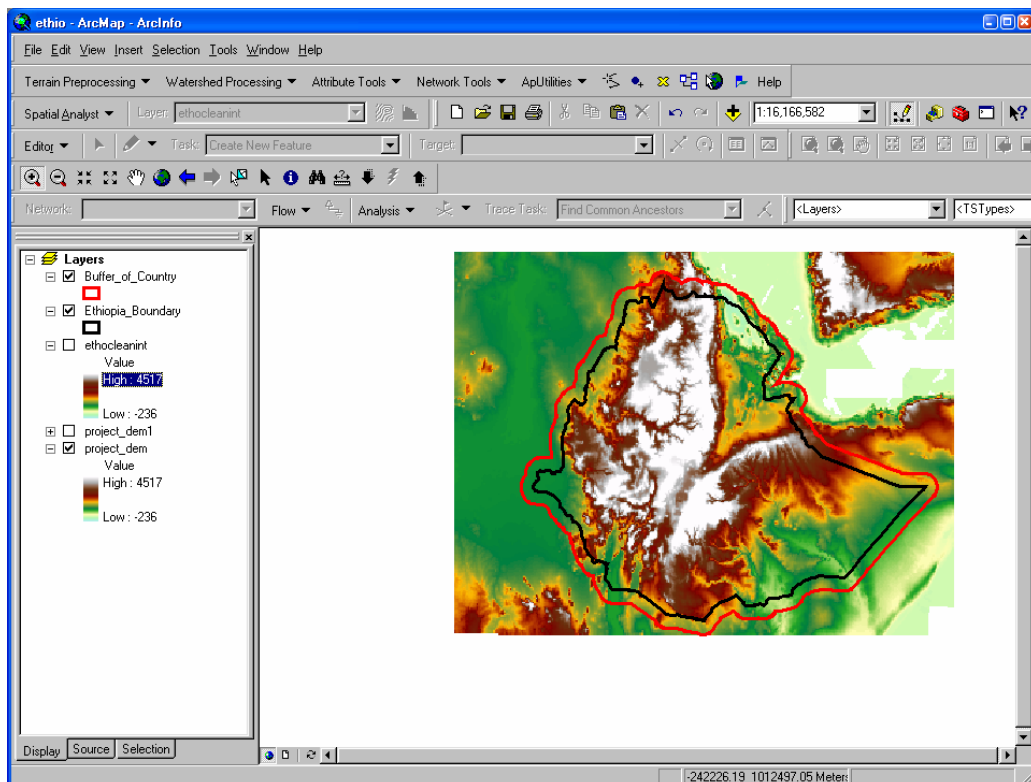 ethio - ArcMap - ArcInfo
File Edit View Insert Selection Tools Window Help
Terrain Preprocessing Watershed Processing Attribute Tools Network Tools ApUtilities Help
Spatial Analyst Layer: ethocleanint 1:16,166,582
Editor Task: Create New Feature Target:
Network: Flow Analysis Trace Task: Find Common Ancestors <Layers> <TSTypes>
Layers
Buffer_of_Country
Ethiopia_Boundary
ethocleanint
Value
High : 4517
Low : -236
project_dem1
project_dem
Value
High : 4517
Low : -236
Display Source Selection
-242226.19 1012497.05 Meters